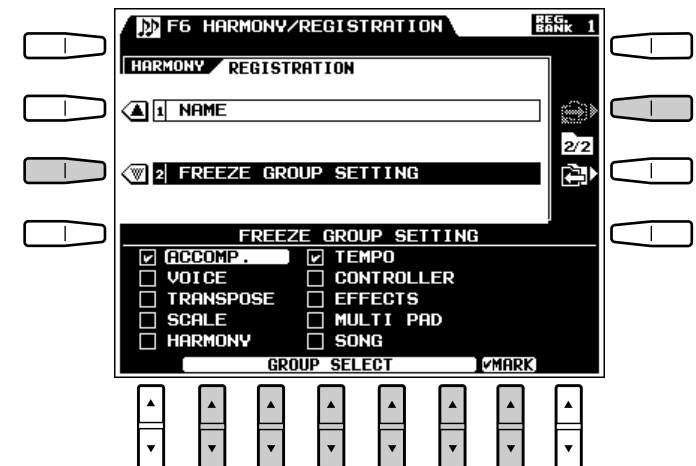 F6 HARMONY/REGISTRATION REG. BANK 1
HARMONY REGISTRATION
1 NAME
2/2
2 FREEZE GROUP SETTING
FREEZE GROUP SETTING
ACCOMP. TEMPO
VOICE CONTROLLER
TRANSPOSE EFFECTS
SCALE MULTI PAD
HARMONY SONG
GROUP SELECT ✓MARK